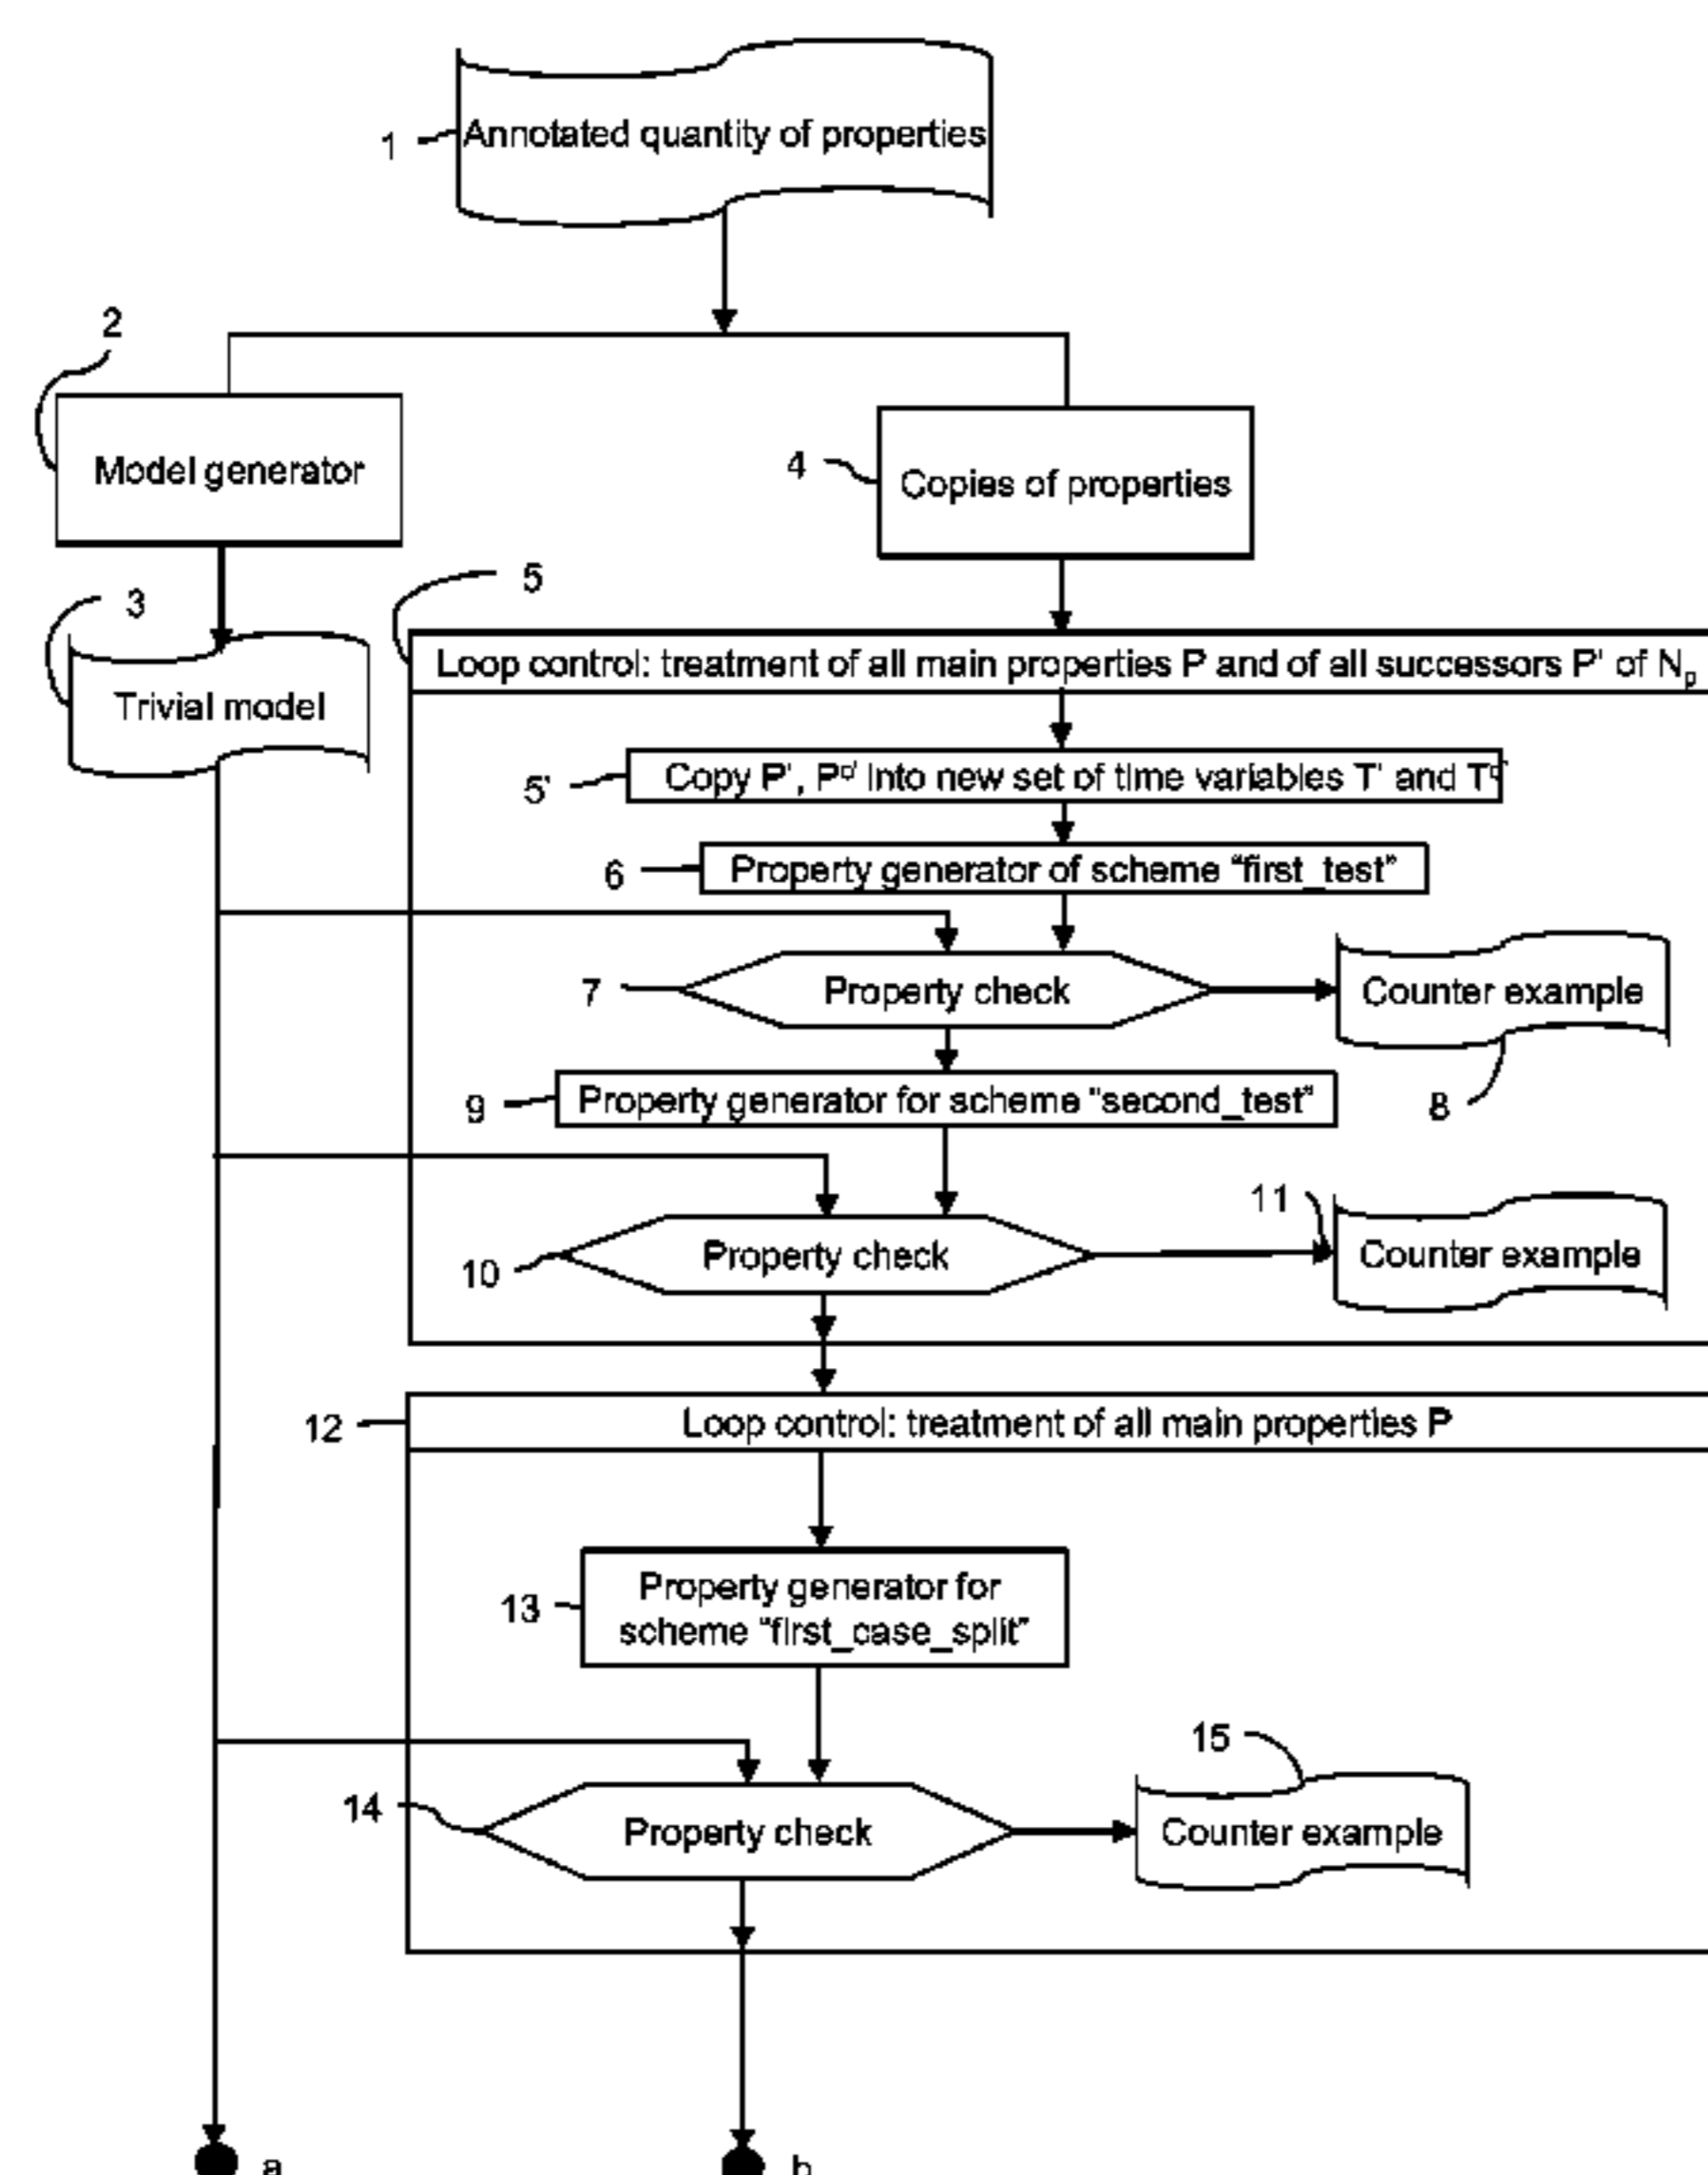 1
Annotated quantity of properties
2
Model generator
4
Copies of properties
3
5
Trivial model
Loop control: treatment of all main properties P and of all successors P' of Np
5'
Copy P', P□' into new set of time variables T' and T□'
6
Property generator of scheme "first_test"
7
Property check
Counter example
8
9
Property generator for scheme "second_test"
10
Property check
11
Counter example
12
Loop control: treatment of all main properties P
13
Property generator for
scheme "first_case_split"
14
Property check
15
Counter example
a
b